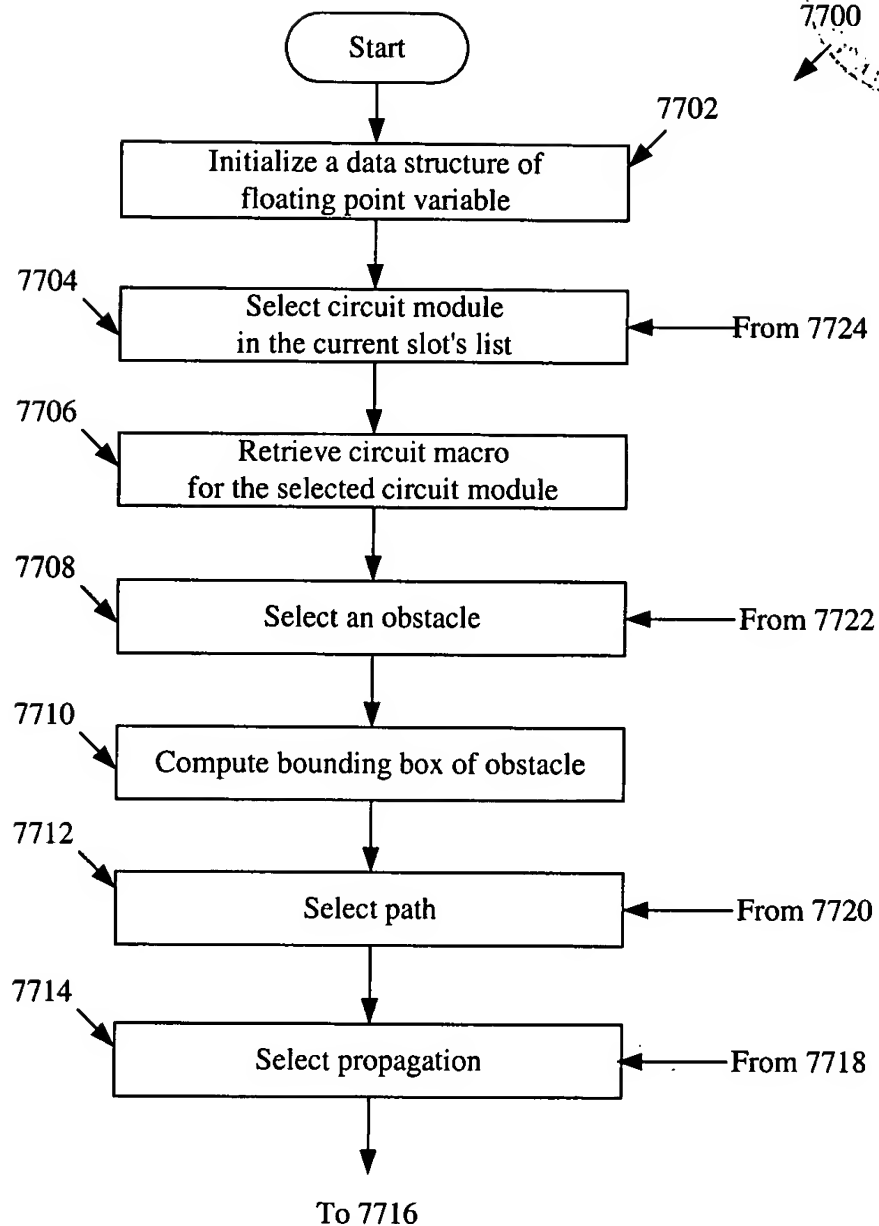 7700
Start
7702
Initialize a data structure of
floating point variable
7704
Select circuit module
in the current slot's list
From 7724
7706
Retrieve circuit macro
for the selected circuit module
7708
Select an obstacle
From 7722
7710
Compute bounding box of obstacle
7712
Select path
From 7720
7714
Select propagation
From 7718
To 7716